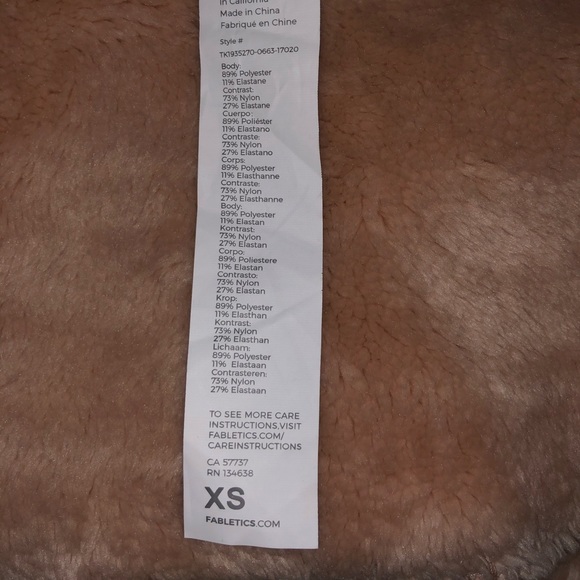 in California
Made in China
Fabriqué en Chine
Style #
TK1935270-0663-17020
Body:
89% Polyester
11% Elastane
Contrast:
73% Nylon
27% Elastane
Cuerpo:
89% Poliéster
11% Elastano
Contraste:
73% Nylon
27% Elastano
Corps:
89% Polyester
11% Elasthanne
Contraste:
73% Nylon
27% Elasthanne
Body:
89% Polyester
11% Elastan
Kontrast:
73% Nylon
27% Elastan
Corpo:
89% Poliestere
11% Elastan
Contrasto:
73% Nylon
27% Elastan
Krop:
89% Polyester
11% Elasthan
Kontrast:
73% Nylon
27% Elasthan
Lichaam:
89% Polyester
11% Elastaan
Contrasteren:
73% Nylon
27% Elastaan
TO SEE MORE CARE
INSTRUCTIONS,VISIT
FABLETICS.COM/
CAREINSTRUCTIONS
CA 57737
RN 134638
XS
FABLETICS.COM